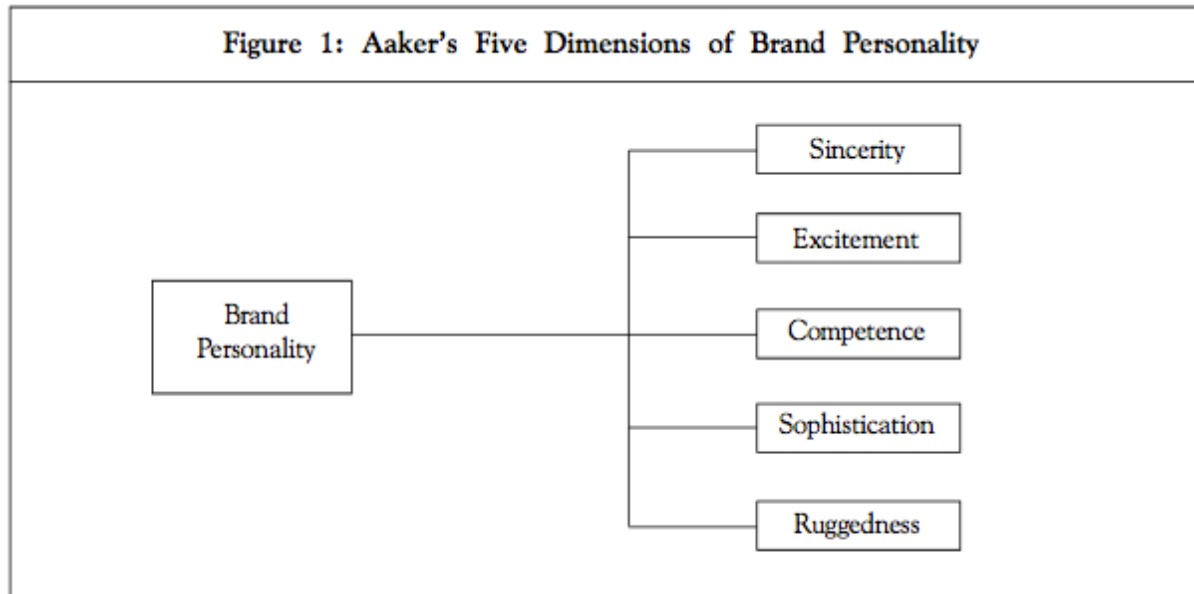 Figure 1: Aaker's Five Dimensions of Brand Personality
Sincerity
Excitement
Brand
Personality
Competence
Sophistication
Ruggedness